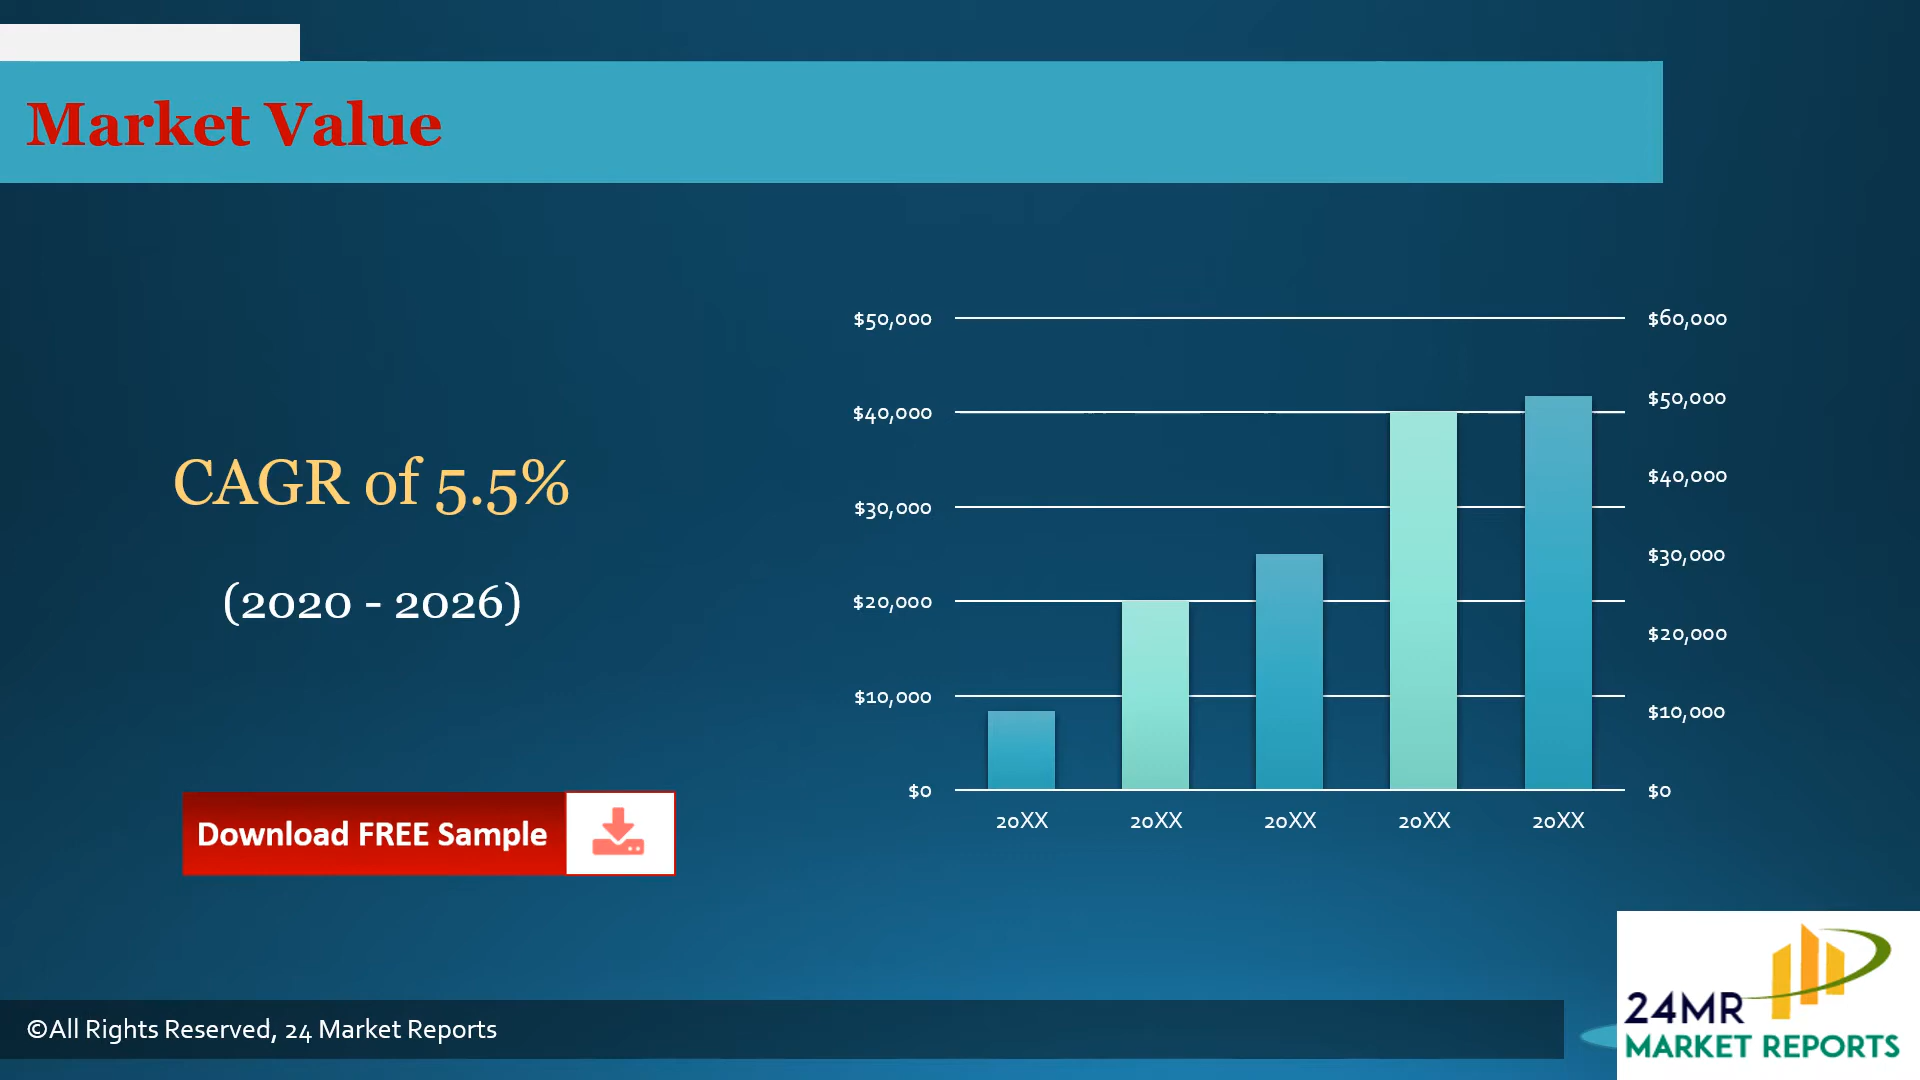 Market Value
CAGR of 5.5%
(2020 - 2026)
Download FREE Sample
$50,000
$40,000
$30,000
$20,000
$10,000
$0
$60,000
$50,000
$40,000
$30,000
$20,000
$10,000
$0
20XX 20XX 20XX 20XX 20XX
©All Rights Reserved, 24 Market Reports
24MR
MARKET REPORTS